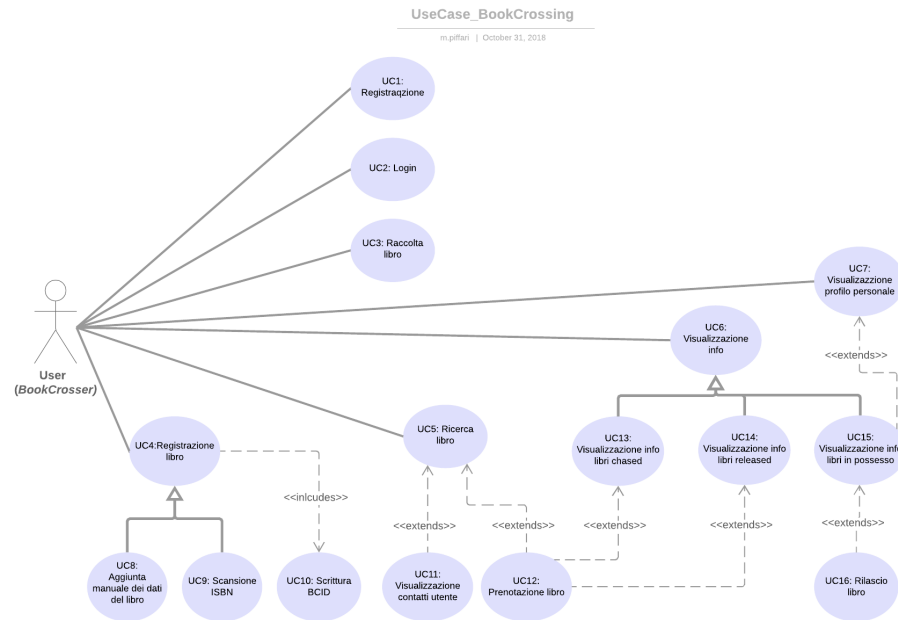 UseCase_BookCrossing
m.piffari | October 31, 2018
UC1:
Registraqzione
UC2: Login
UC3: Raccolta
libro
UC7:
Visualizazzione
profilo personale
UC6:
Visualizzazione
info
<<extends>>
User
(BookCrosser)
UC4:Registrazione
libro
UC5: Ricerca
libro
UC13:
Visualizzazione info
libri chased
UC14:
Visualizzazione info
libri released
UC15:
Visualizzazione info
libri in possesso
<<inlcudes>>
<<extends>>
<<extends>>
<<extends>>
<<extends>>
<<extends>>
UC8:
Aggiunta
manuale dei dati
del libro
UC9: Scansione
ISBN
UC10: Scrittura
BCID
UC11:
Visualizzazione
contatti utente
UC12:
Prenotazione libro
UC16: Rilascio
libro